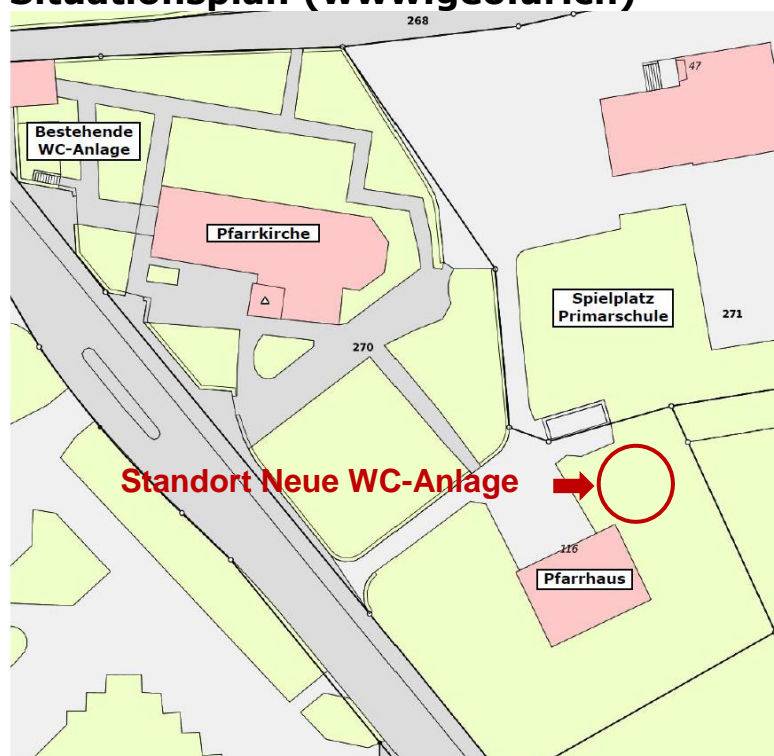 268
47
Bestehende
WC-Anlage
Pfarrkirche
Spielplatz
Primarschule
271
270
Standort Neue WC-Anlage
116
Pfarrhaus